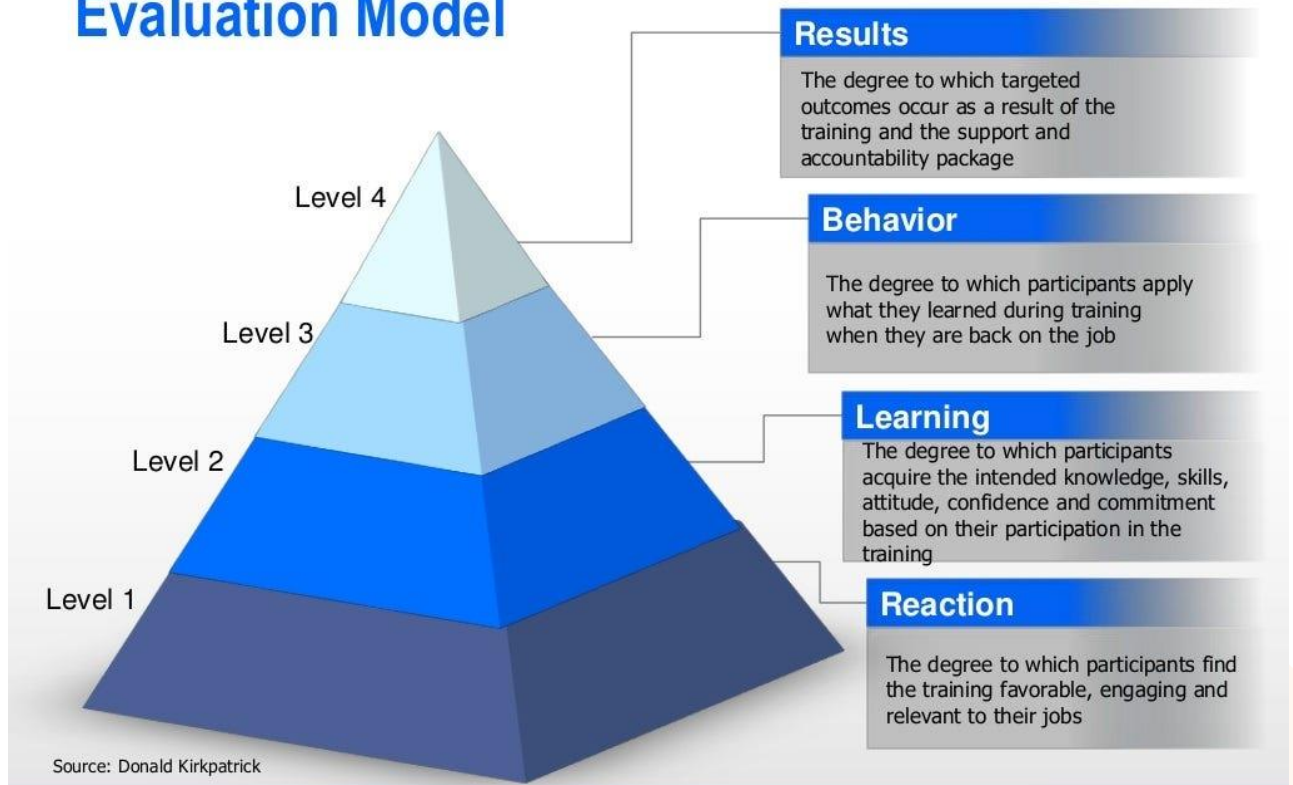 Evaluation Model
Results
The degree to which targeted
outcomes occur as a result of the
training and the support and
accountability package
Level 4
Behavior
The degree to which participants apply
what they learned during training
when they are back on the job
Level 3
Learning
The degree to which participants
acquire the intended knowledge, skills,
attitude, confidence and commitment
based on their participation in the
training
Level 2
Reaction
The degree to which participants find
the training favorable, engaging and
relevant to their jobs
Level 1
Source: Donald Kirkpatrick